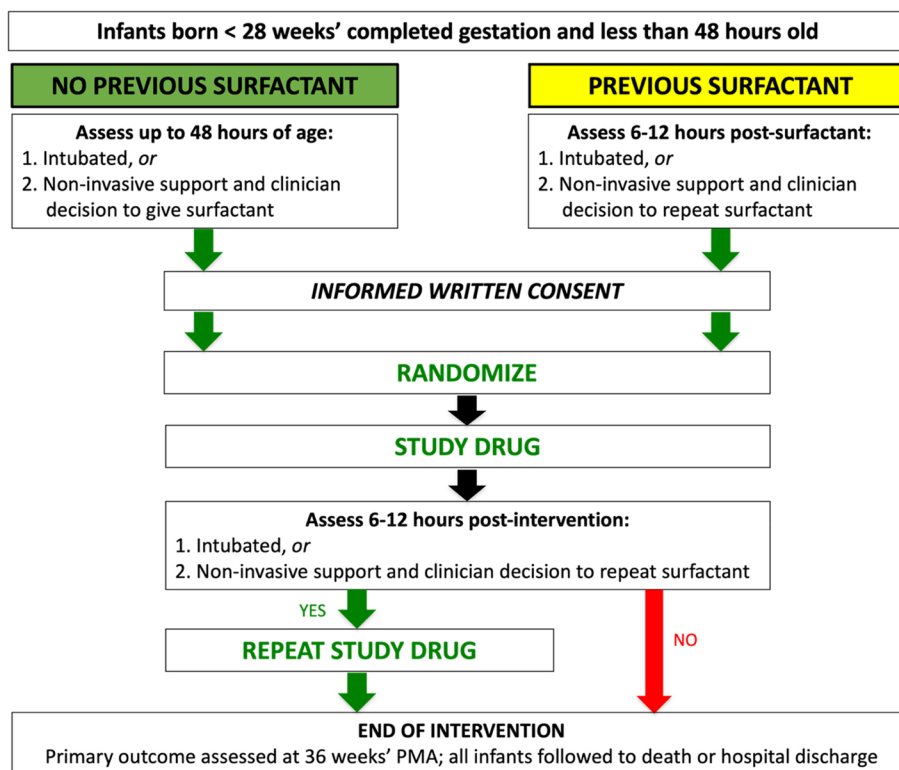 Infants born < 28 weeks’ completed gestation and less than 48 hours old
NO PREVIOUS SURFACTANT
PREVIOUS SURFACTANT
Assess up to 48 hours of age:
1. Intubated, or
2. Non-invasive support and clinician
decision to give surfactant
Assess 6-12 hours post-surfactant:
1. Intubated, or
2. Non-invasive support and clinician
decision to repeat surfactant
INFORMED WRITTEN CONSENT
RANDOMIZE
STUDY DRUG
Assess 6-12 hours post-intervention:
1. Intubated, or
2. Non-invasive support and clinician decision to repeat surfactant
YES
NO
REPEAT STUDY DRUG
END OF INTERVENTION
Primary outcome assessed at 36 weeks’ PMA; all infants followed to death or hospital discharge